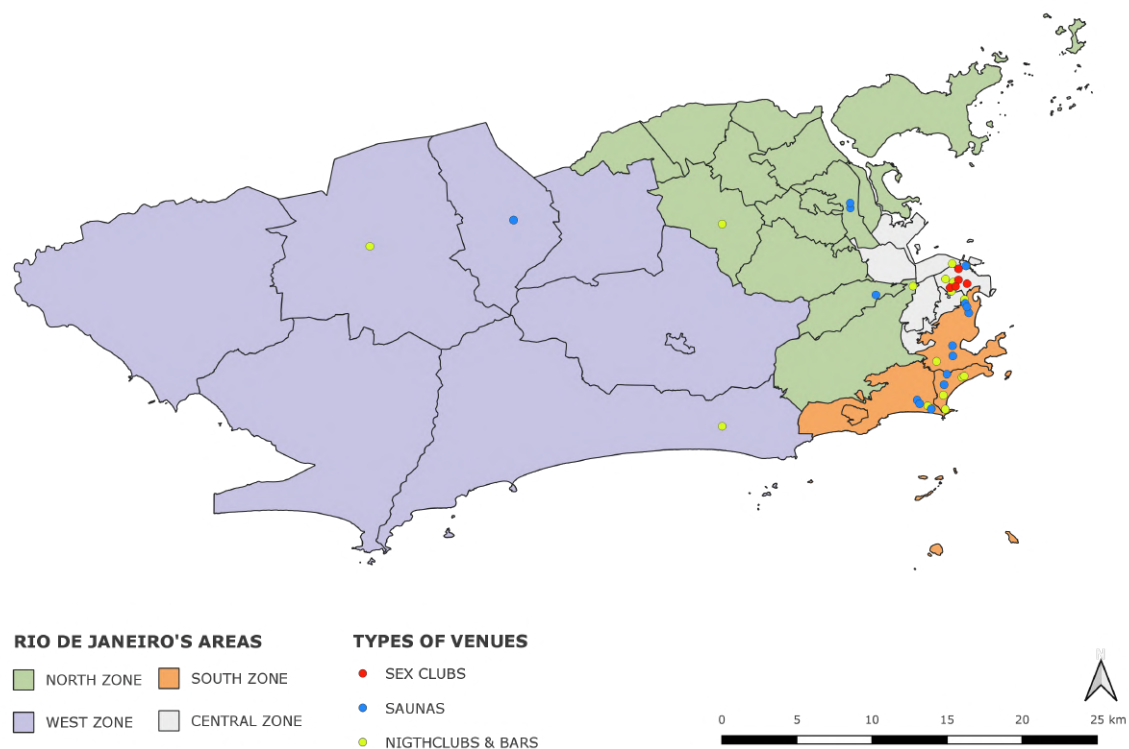 RIO DE JANEIRO'S AREAS
NORTH ZONE
SOUTH ZONE
WEST ZONE
CENTRAL ZONE
TYPES OF VENUES
SEX CLUBS
SAUNAS
NIGTHCLUBS & BARS
N
0 5 10 15 20 25 km